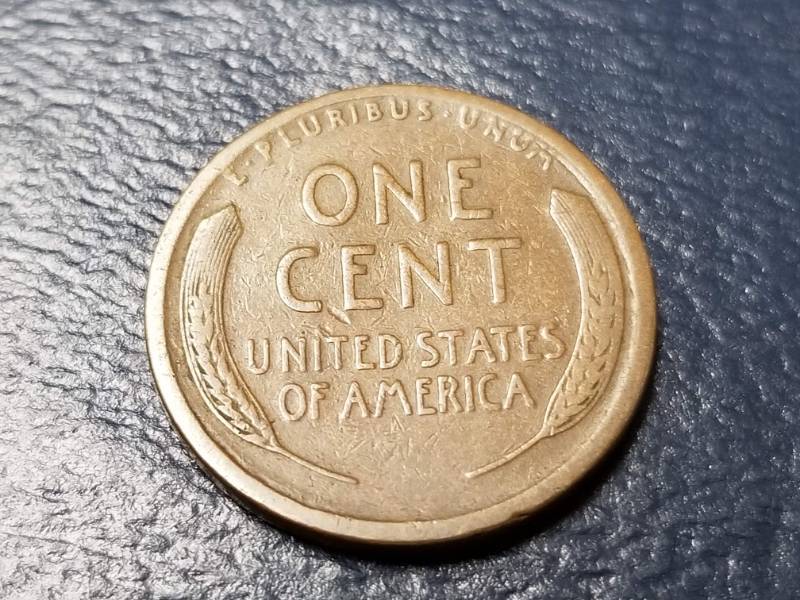 E·PLURIBUS·UNUM
ONE
CENT
UNITED STATES
OF AMERICA